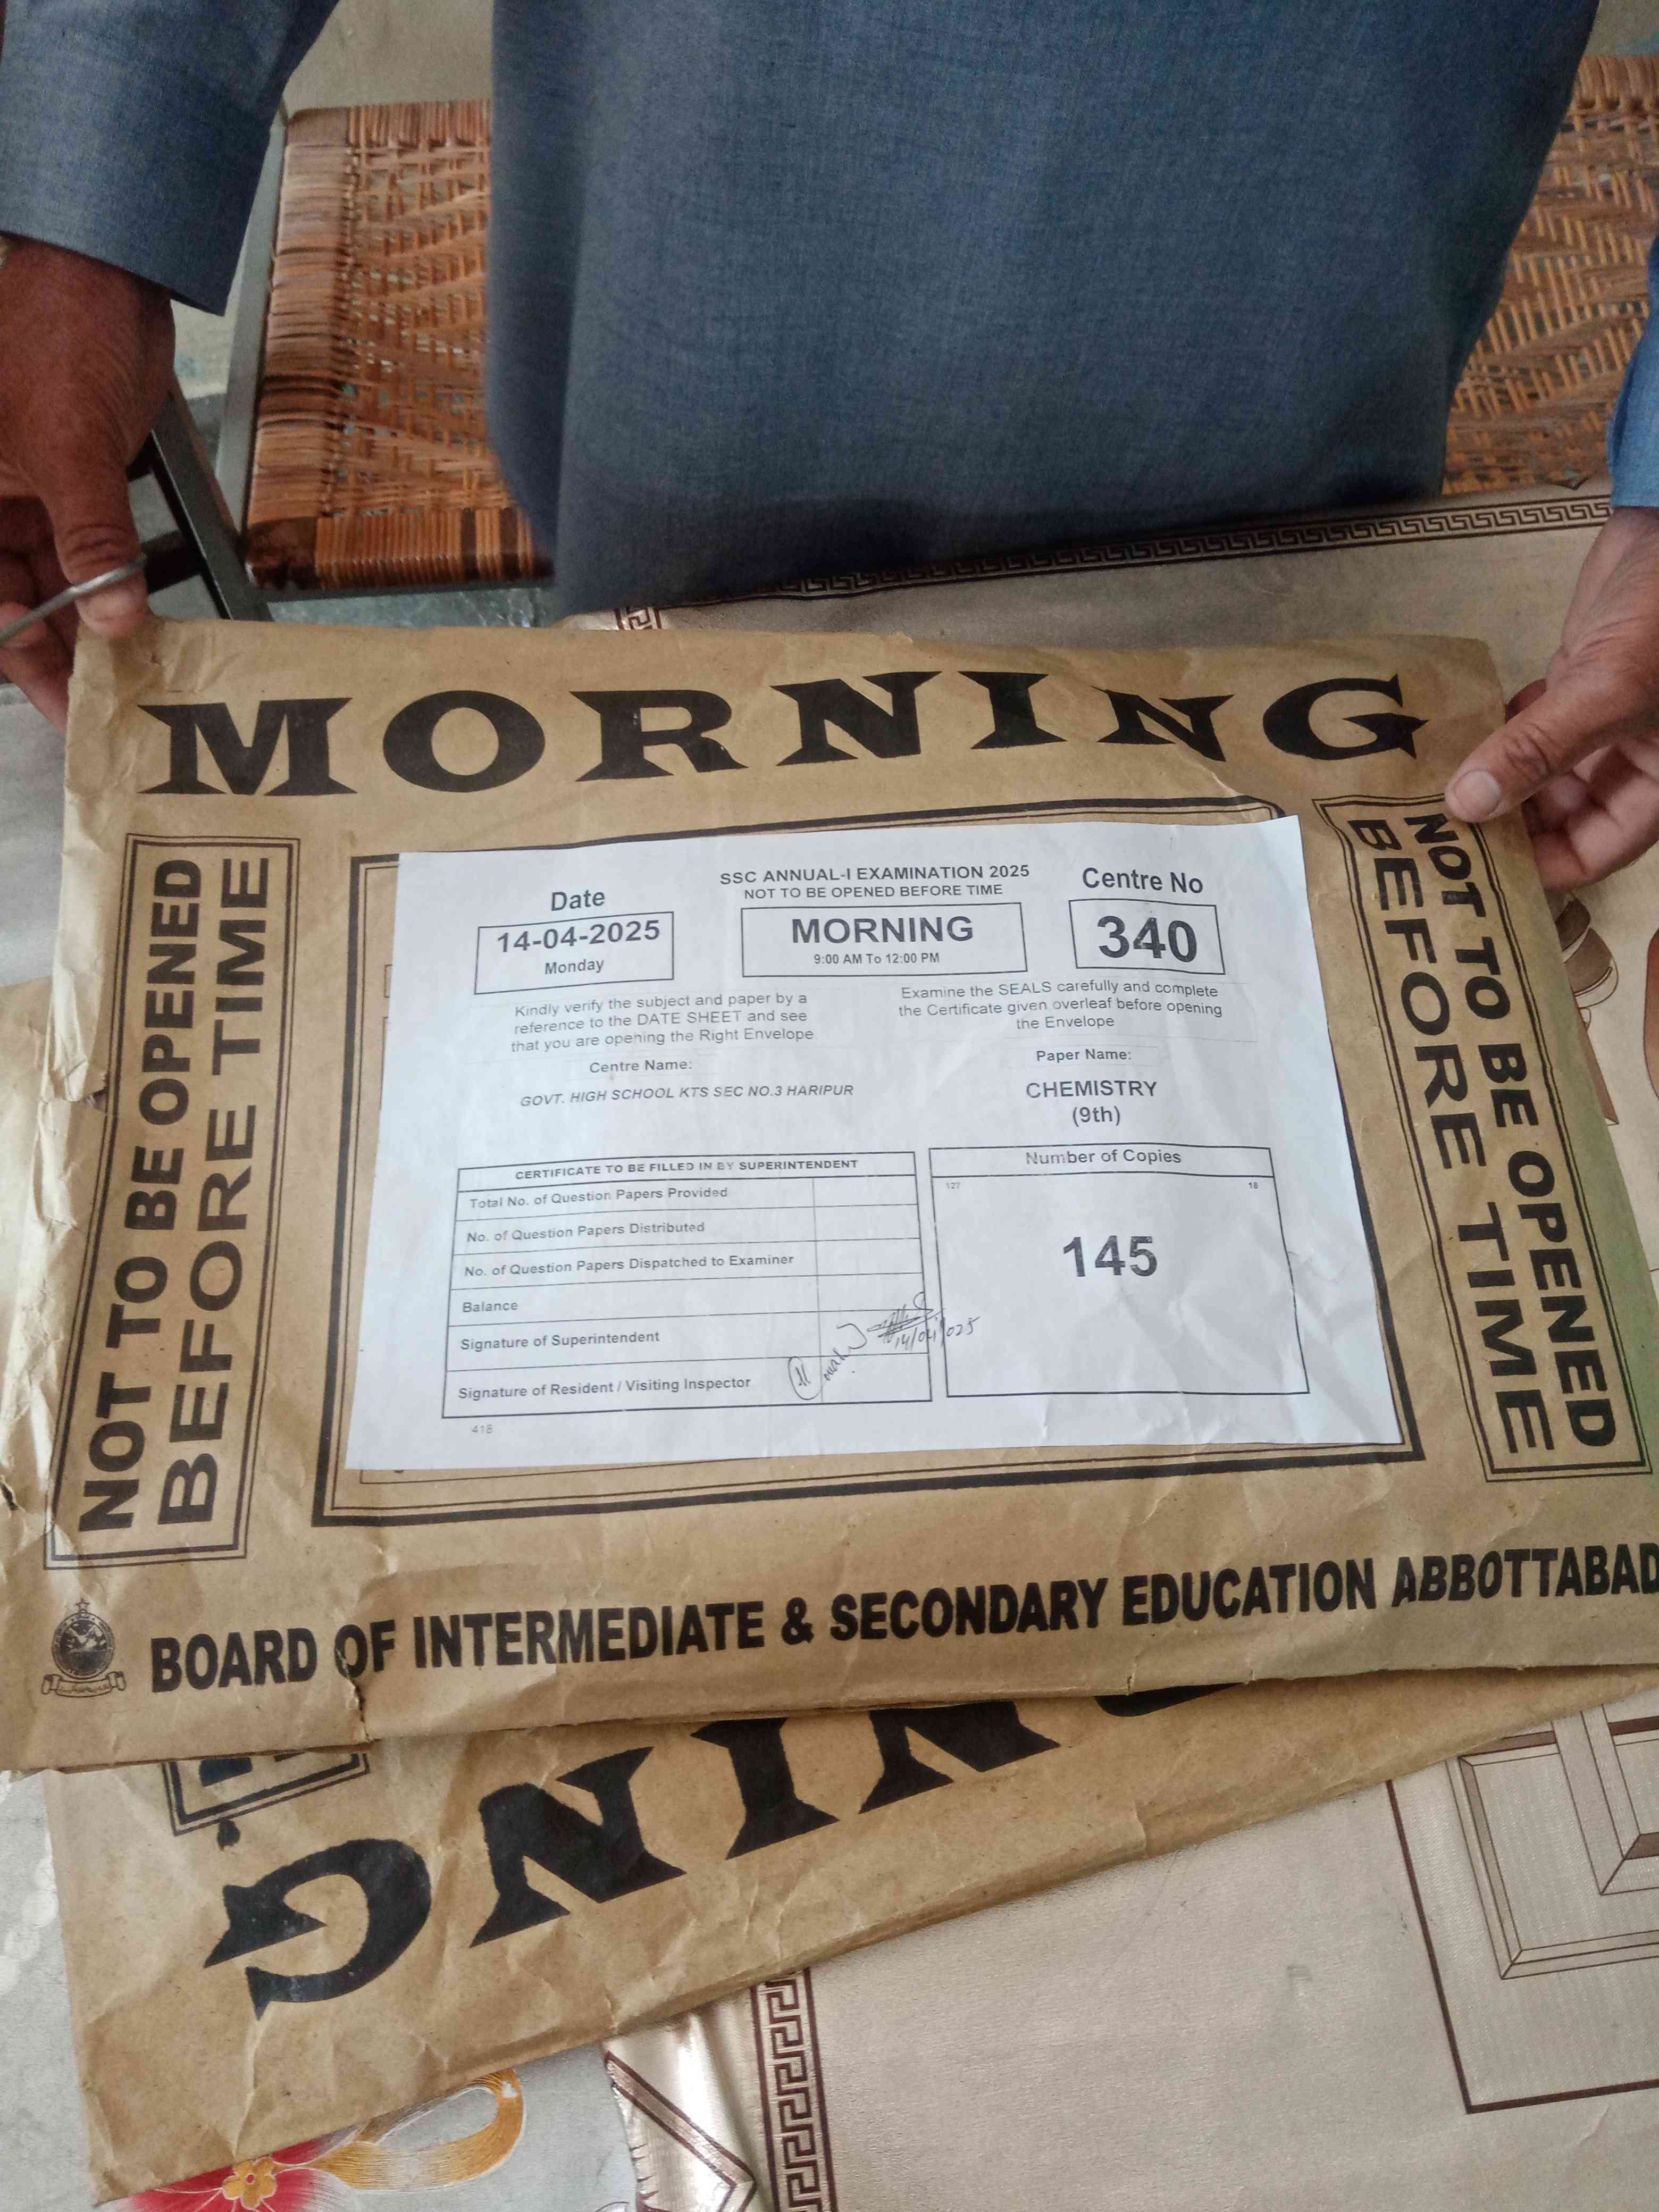 MORNING
NOT TO BE OPENED
BEFORE TIME
NOT TO BE OPENED
BEFORE TIME
SSC ANNUAL-I EXAMINATION 2025
NOT TO BE OPENED BEFORE TIME
Date
14-04-2025
Monday
MORNING
9:00 AM To 12:00 PM
Centre No
340
Kindly verify the subject and paper by a
reference to the DATE SHEET and see
that you are opening the Right Envelope
Examine the SEALS carefully and complete
the Certificate given overleaf before opening
the Envelope
Centre Name:
GOVT. HIGH SCHOOL KTS SEC NO.3 HARIPUR
Paper Name:
CHEMISTRY
(9th)
CERTIFICATE TO BE FILLED IN BY SUPERINTENDENT
Total No. of Question Papers Provided
No. of Question Papers Distributed
No. of Question Papers Dispatched to Examiner
Balance
Signature of Superintendent
14/04/025
Signature of Resident / Visiting Inspector
Number of Copies
127 18
145
418
BOARD OF INTERMEDIATE & SECONDARY EDUCATION ABBOTTABAD
NING